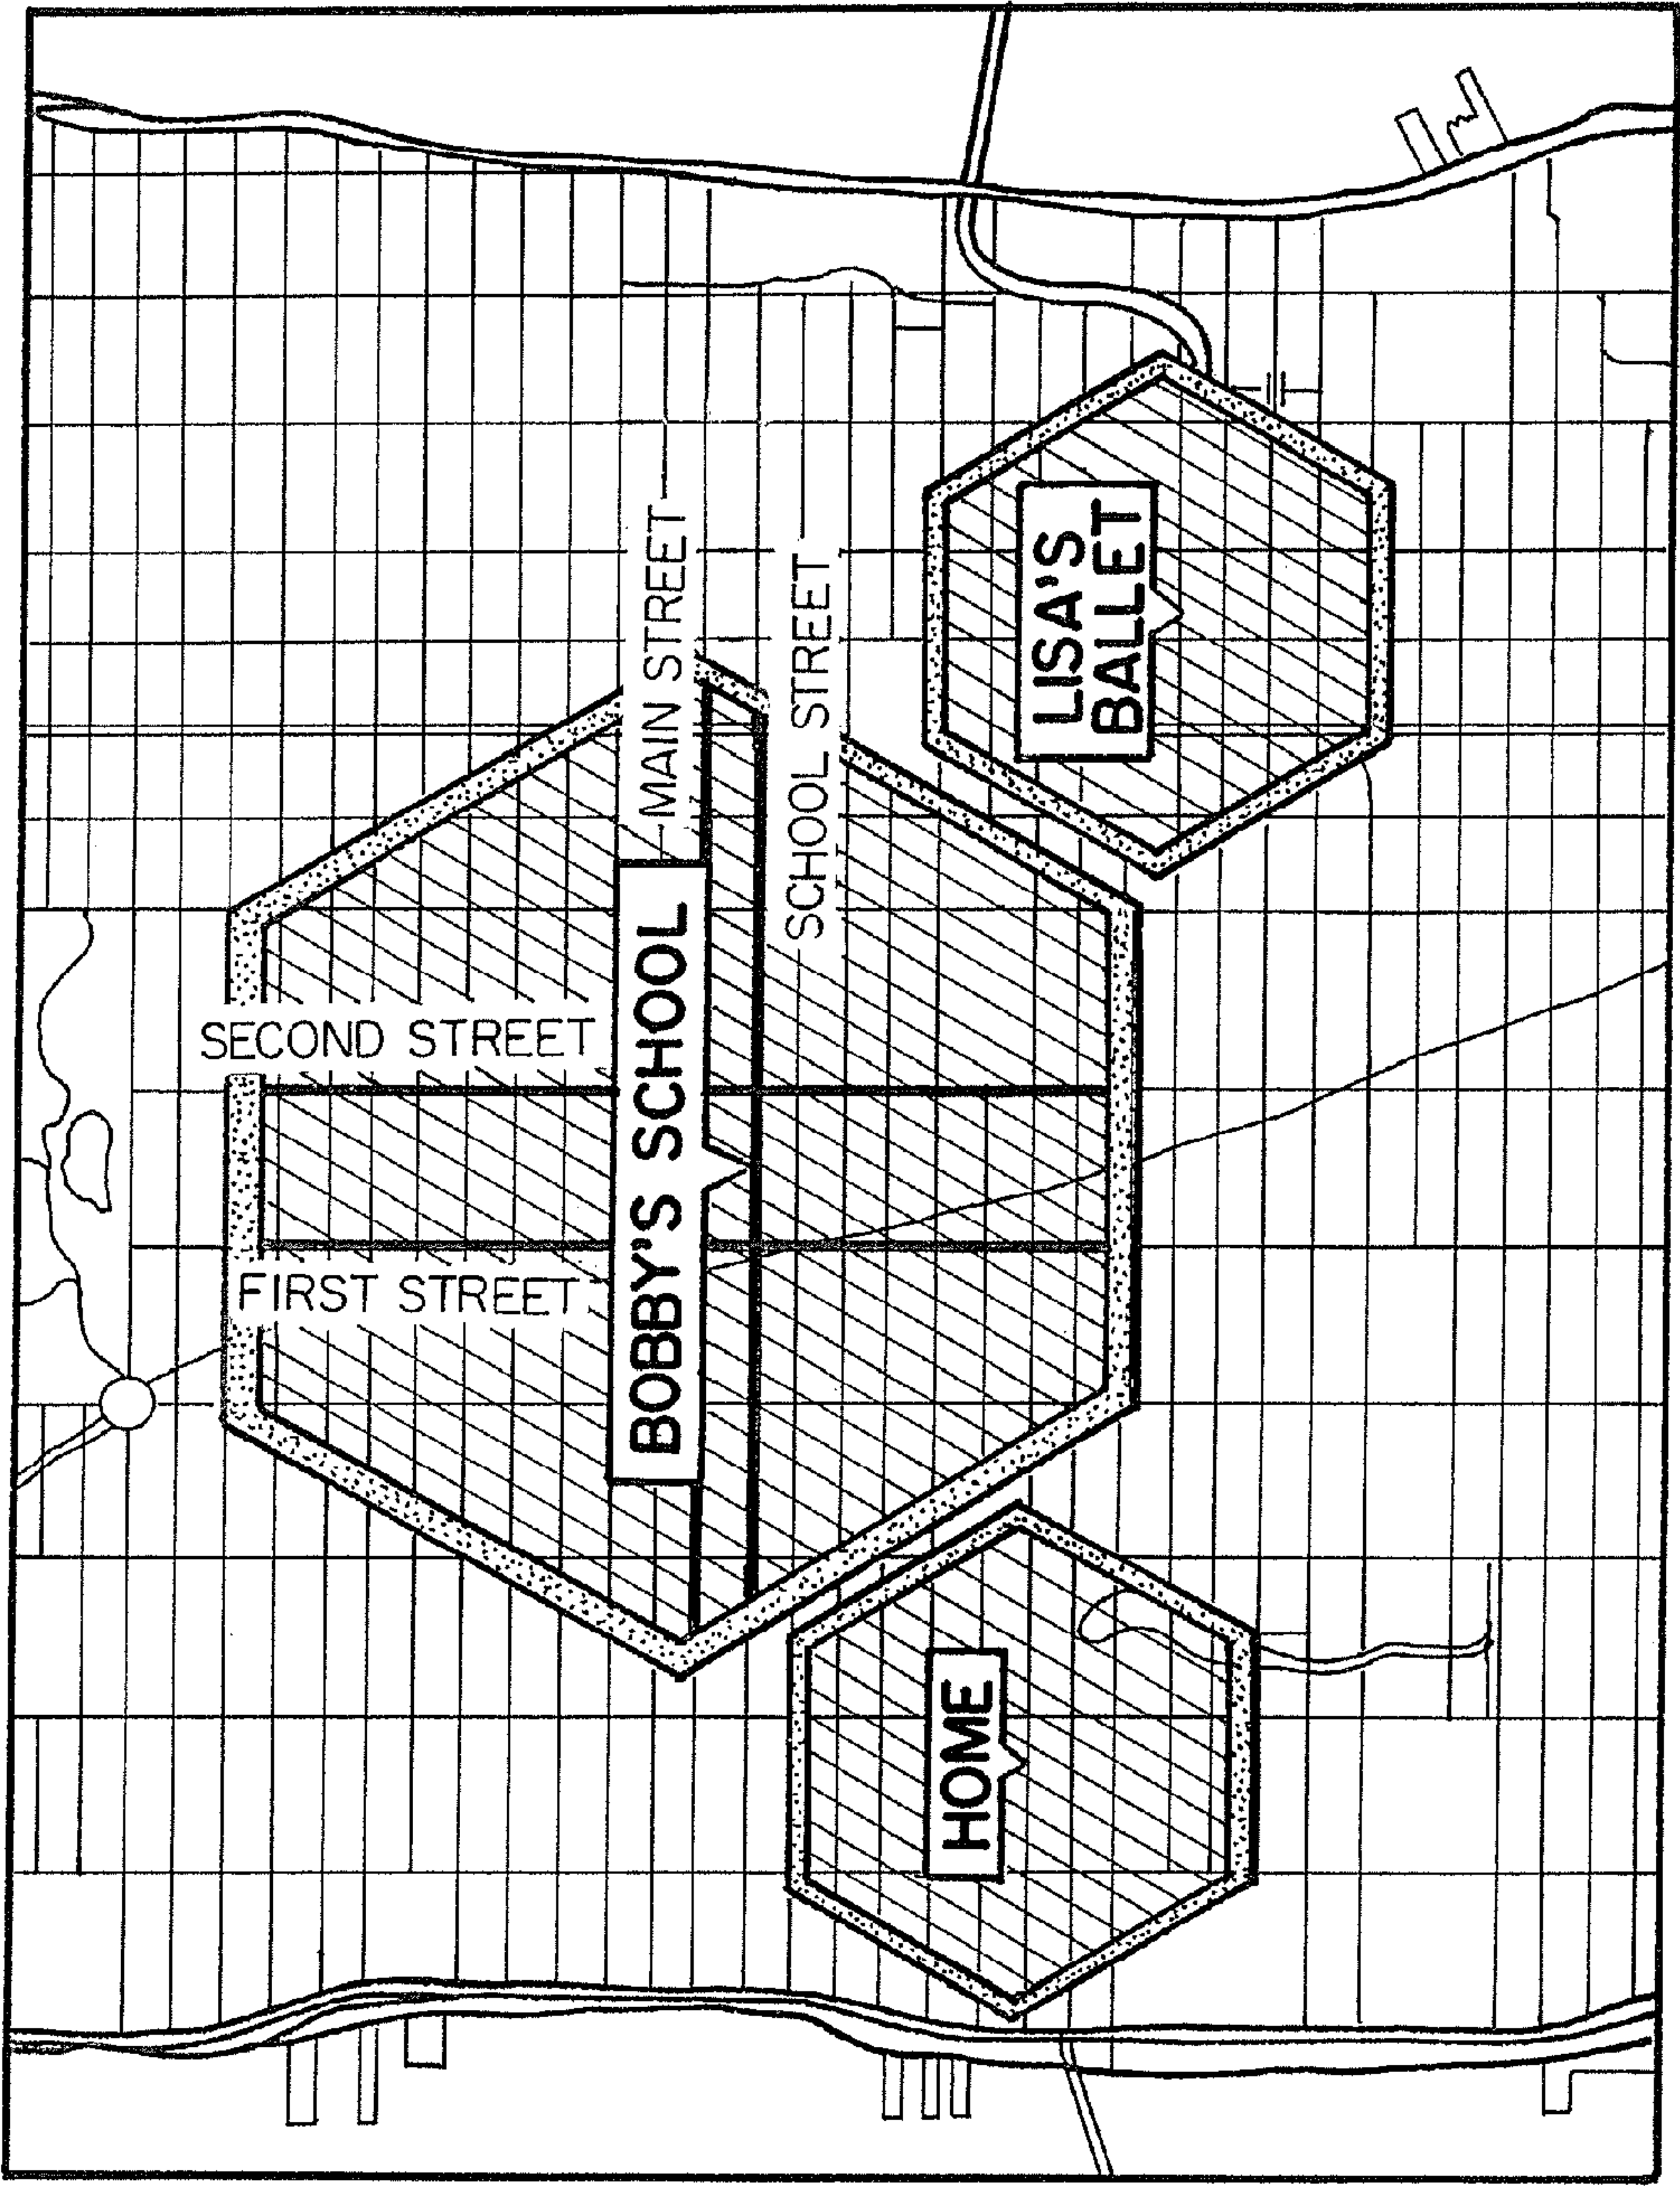 SECOND STREET
FIRST STREET
BOBBY'S SCHOOL
MAIN STREET
SCHOOL STREET
HOME
LISA'S
BALLET